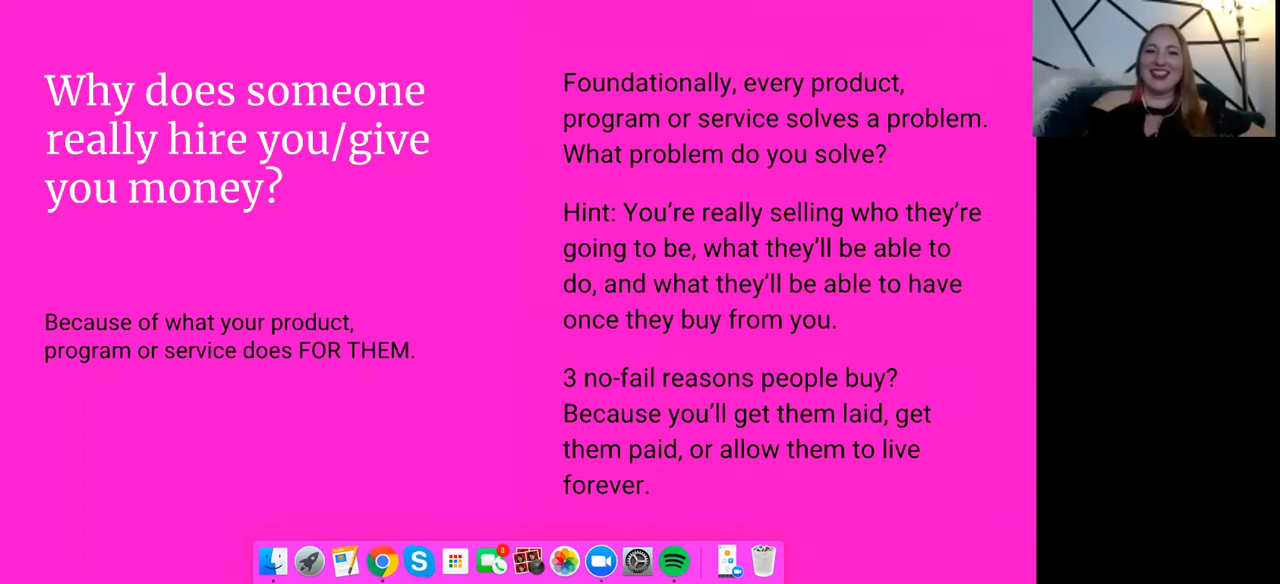 Why does someone
really hire you/give
you money?
Because of what your product,
program or service does FOR THEM.
Foundationally, every product,
program or service solves a problem.
What problem do you solve?
Hint: You’re really selling who they’re
going to be, what they’ll be able to
do, and what they’ll be able to have
once they buy from you.
3 no-fail reasons people buy?
Because you’ll get them laid, get
them paid, or allow them to live
forever.
3